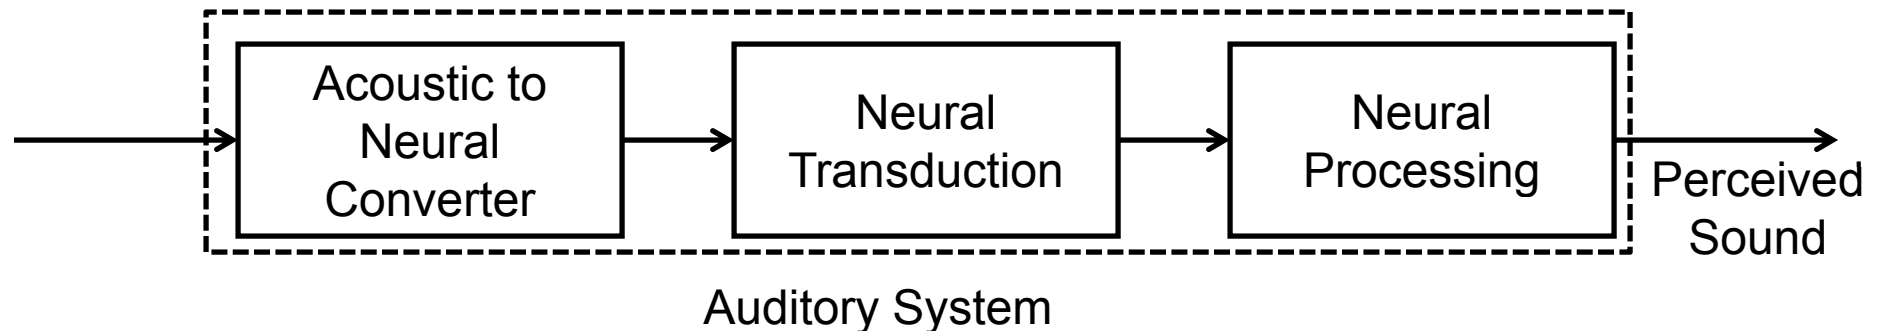 Acoustic to
Neural
Converter
Neural
Transduction
Neural
Processing
Perceived
Sound
Auditory System